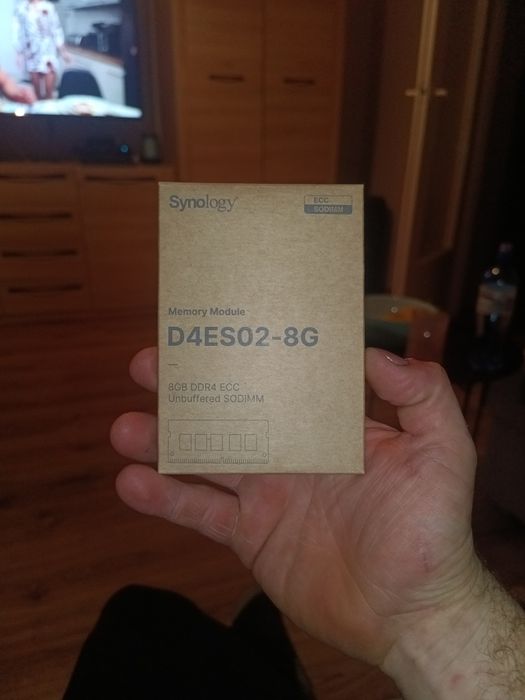 Synology
ECC
SODIMM
Memory Module
D4ES02-8G
8GB DDR4 ECC
Unbuffered SODIMM